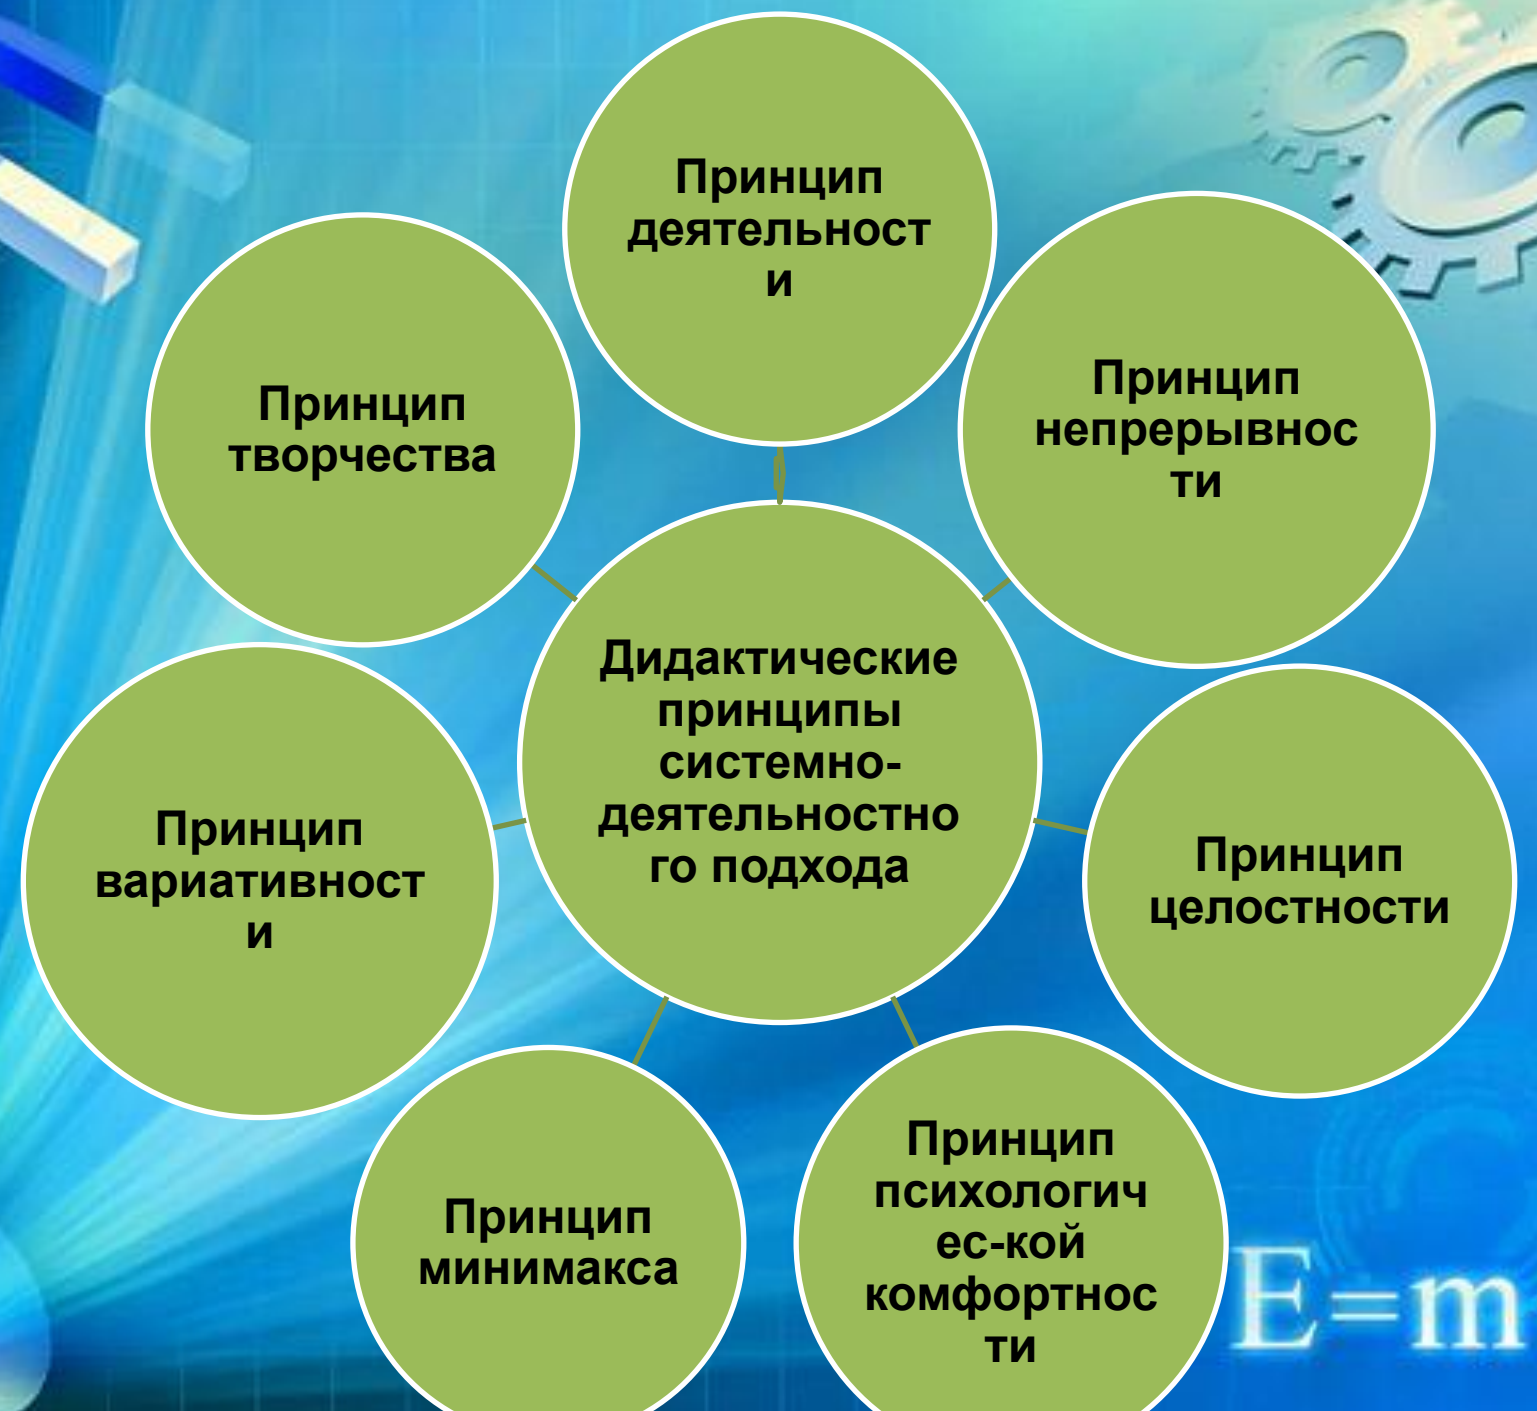 Принцип
деятельност
и
Принцип
творчества
Принцип
непрерывнос
ти
Дидактические
принципы
системно-
деятельностно
го подхода
Принцип
вариативност
и
Принцип
целостности
Принцип
минимакса
Принцип
психологич
ес-кой
комфортнос
ти
E=m